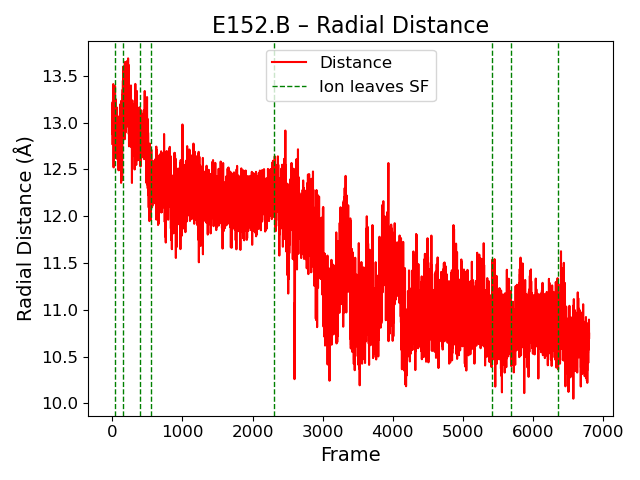 E152.B – Radial Distance
Distance
Ion leaves SF
Radial Distance (Å)
13.5
13.0
12.5
12.0
11.5
11.0
10.5
10.0
0 1000 2000 3000 4000 5000 6000 7000
Frame